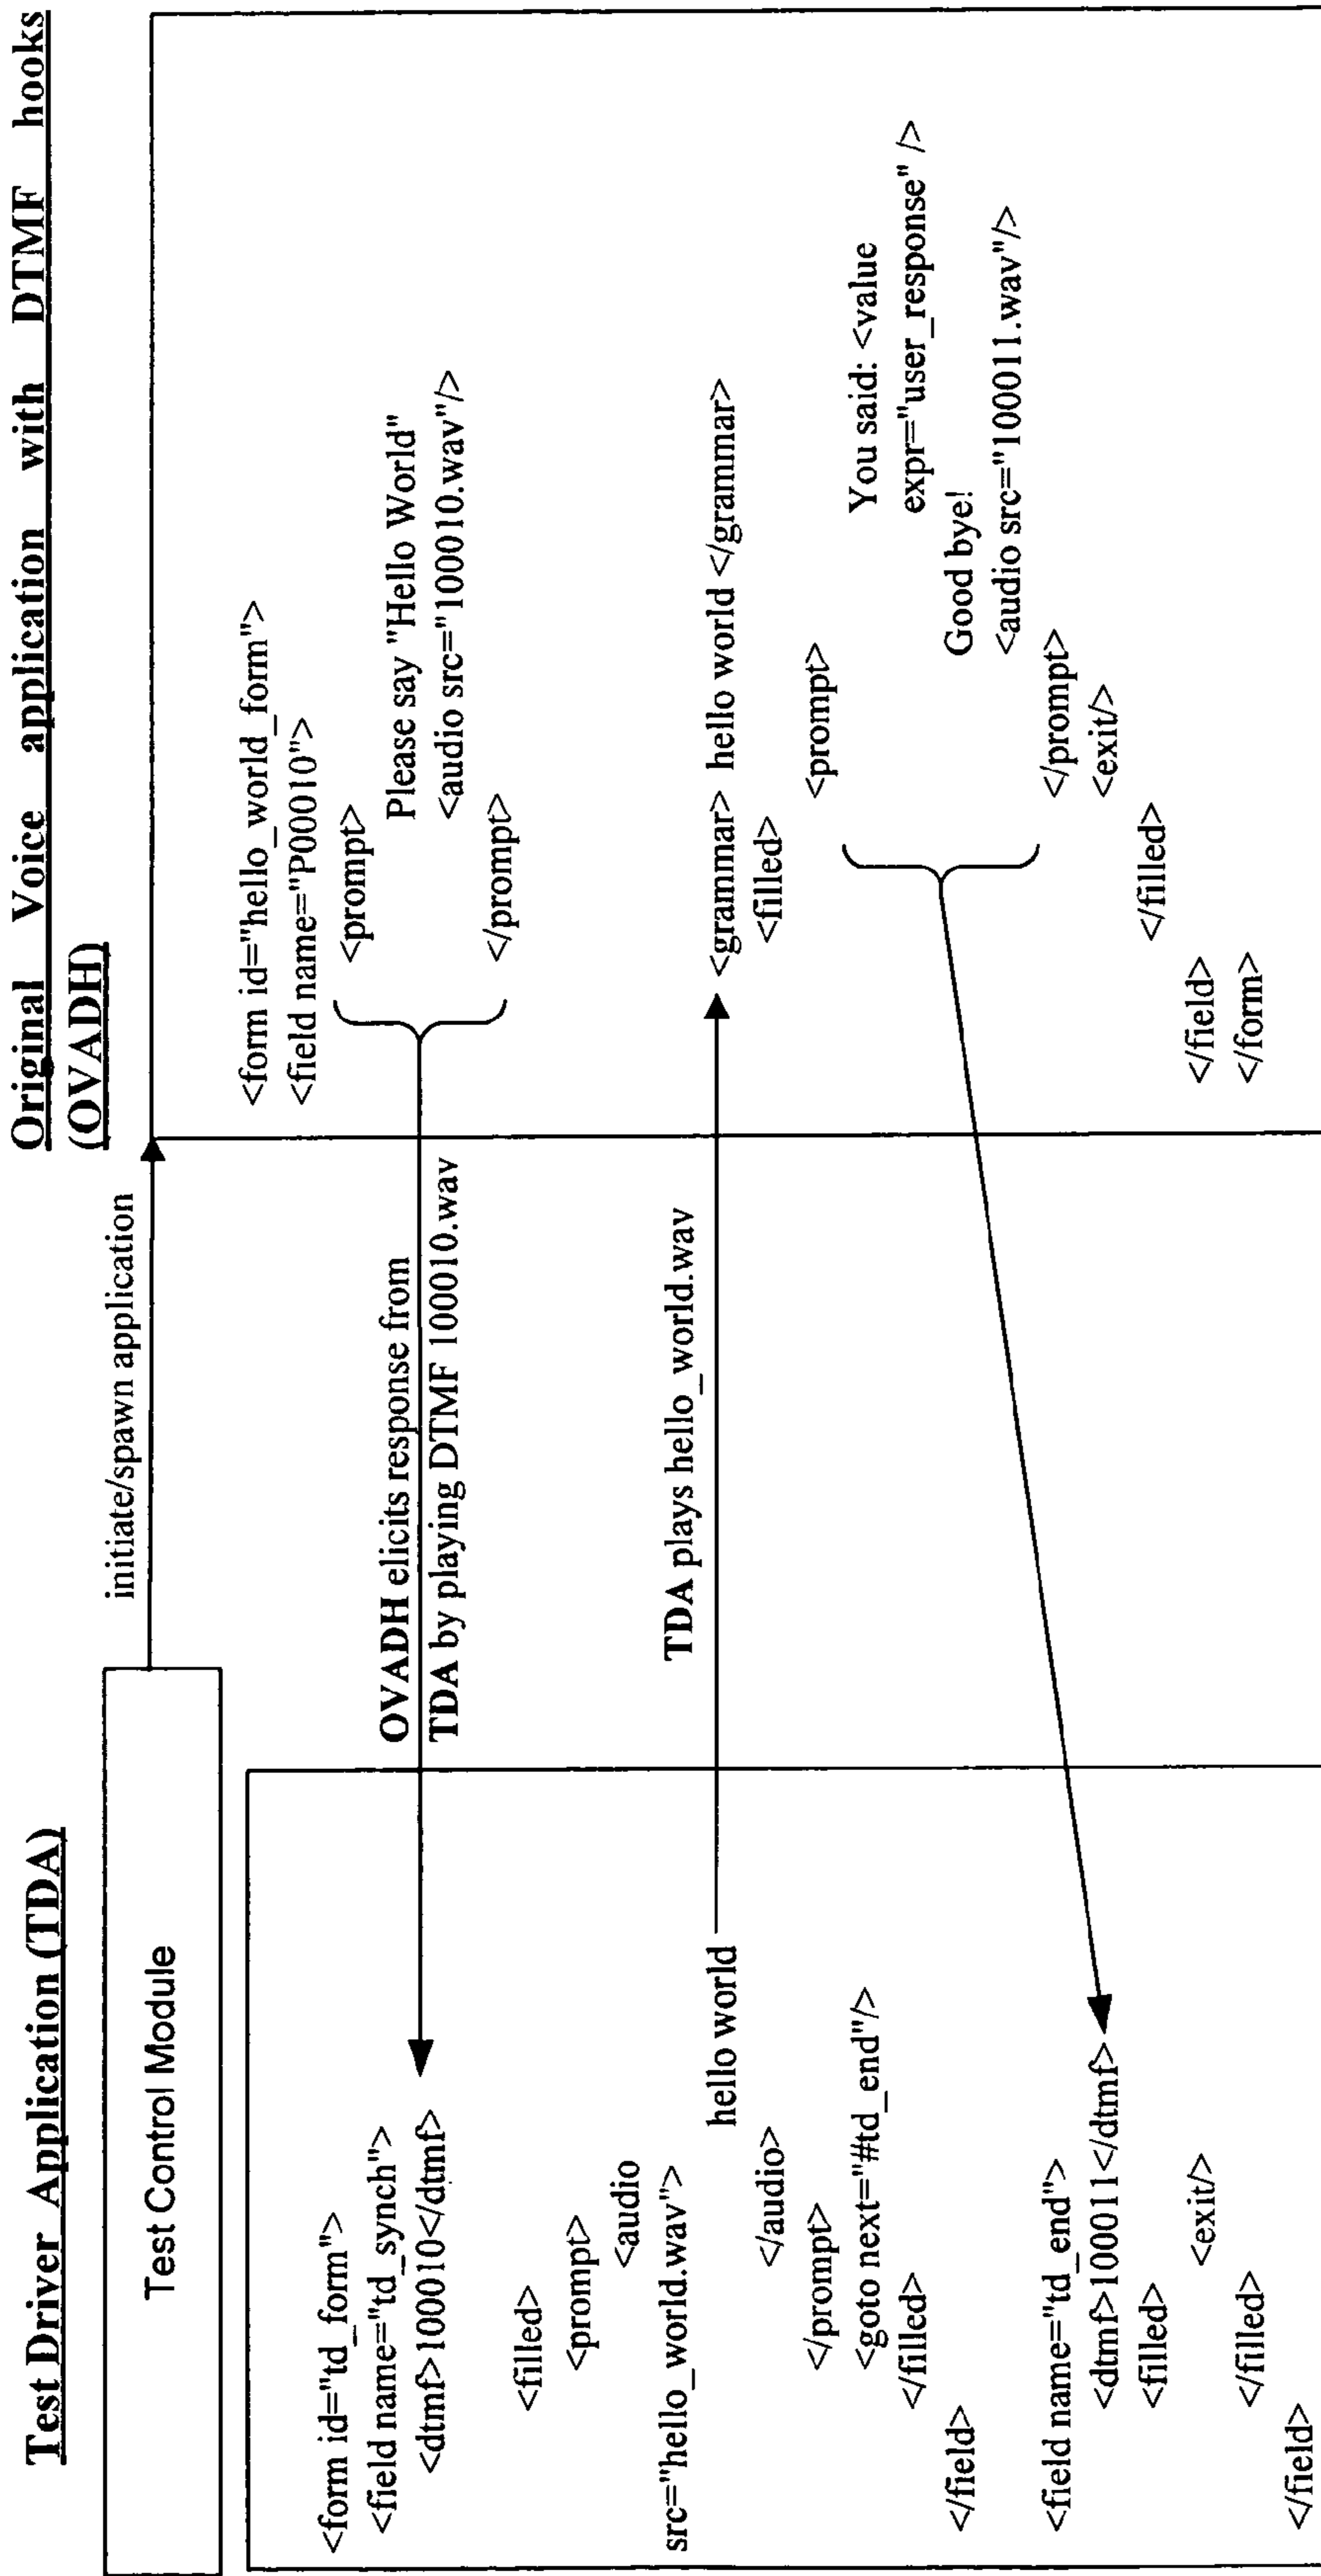 Test Driver Application (TDA)
Test Control Module
<form id="td_form">
<field name="td_synch">
<dtmf>100010</dtmf>
<filled>
<prompt>
<audio
src="hello_world.wav">
hello world
</audio>
</prompt>
<goto next="#td_end"/>
</filled>
</field>
<field name="td_end">
<dtmf>100011</dtmf>
<filled>
<exit/>
</filled>
</field>
initiate/spawn application
OVADH elicits response from
TDA by playing DTMF 100010.wav
TDA plays hello_world.wav
Original Voice application with DTMF hooks
(OVADH)
<form id="hello_world_form">
<field name="P00010">
<prompt>
Please say "Hello World"
<audio src="100010.wav"/>
</prompt>
<grammar> hello world </grammar>
<filled>
<prompt>
You said: <value
expr="user_response" />
Good bye!
<audio src="100011.wav"/>
</prompt>
<exit/>
</filled>
</field>
</form>